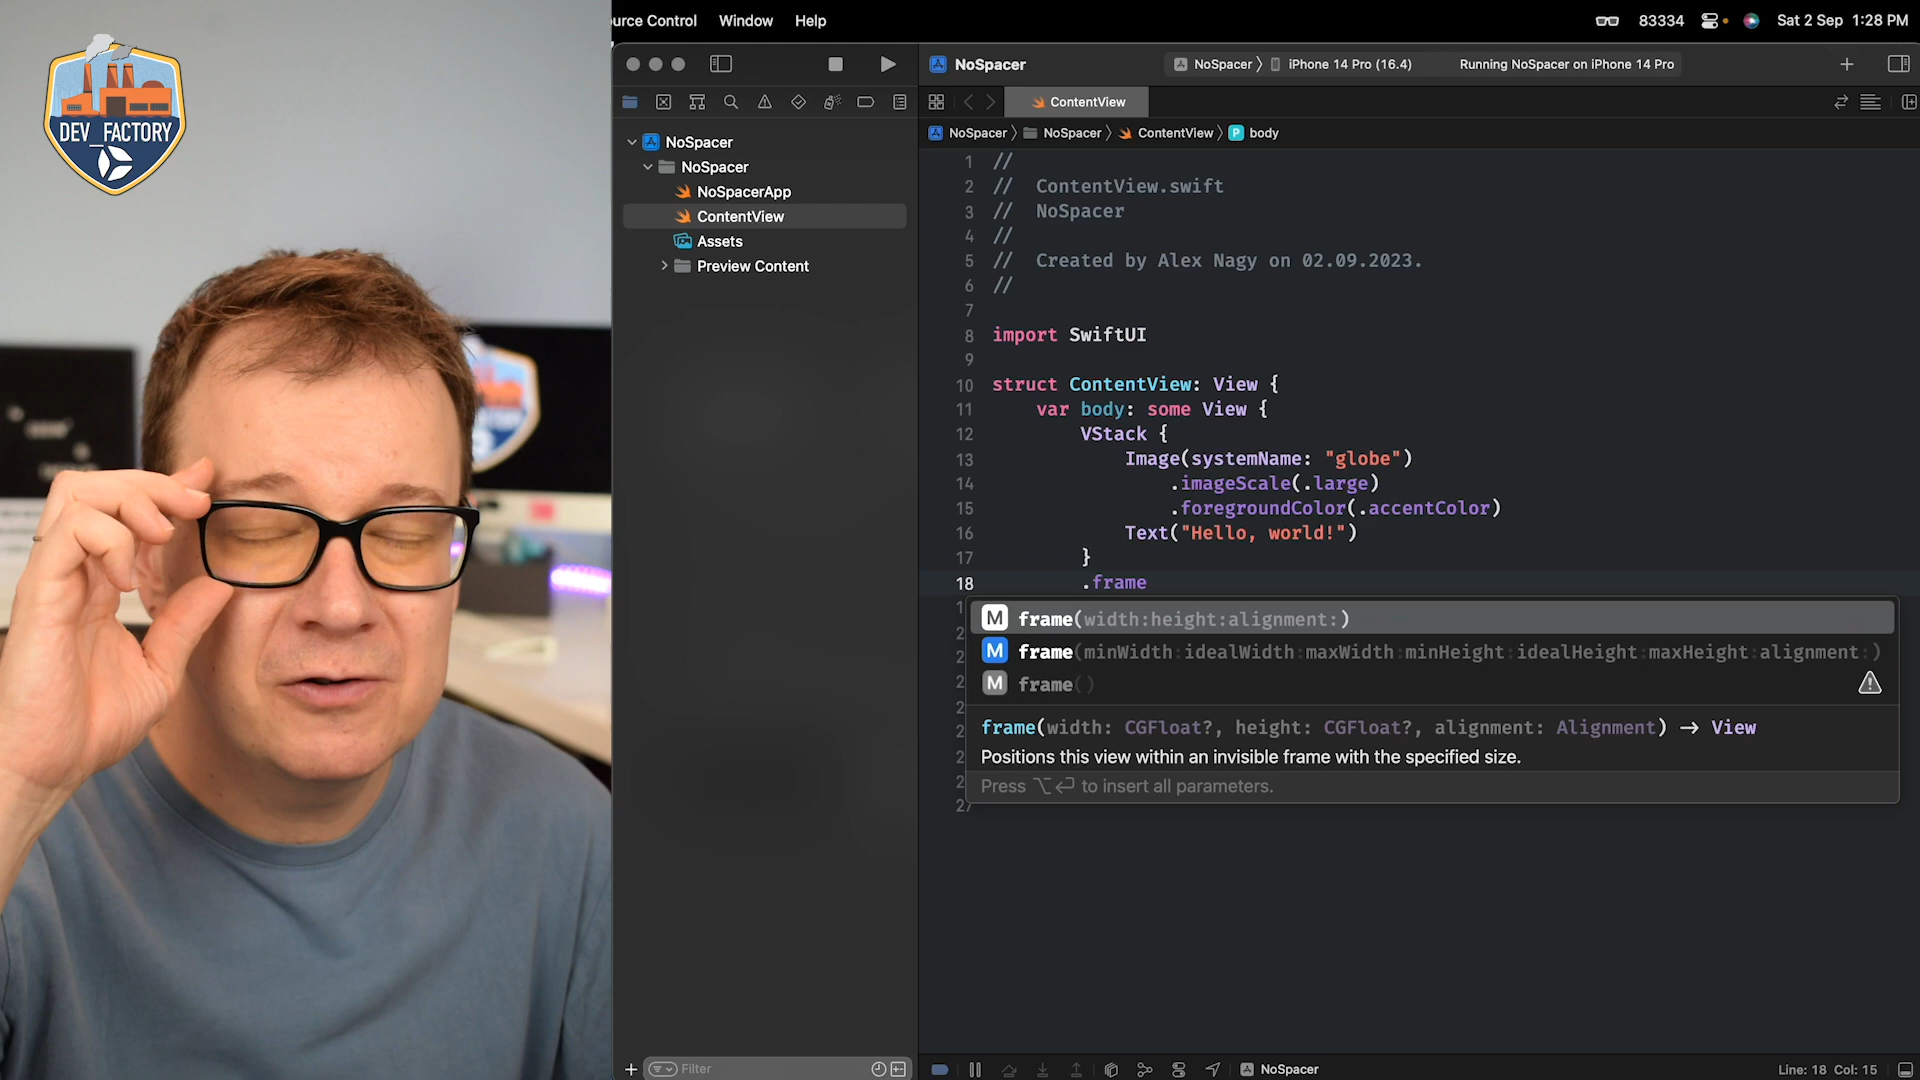 DEV_FACTORY
urce Control Window Help
83334 Sat 2 Sep 1:28 PM
NoSpacer
NoSpacer 〉 iPhone 14 Pro (16.4) Running NoSpacer on iPhone 14 Pro
ContentView
NoSpacer 〉 NoSpacer 〉 ContentView 〉 P body
NoSpacer
NoSpacer
NoSpacerApp
ContentView
Assets
Preview Content
1 //
2 // ContentView.swift
3 // NoSpacer
4 //
5 // Created by Alex Nagy on 02.09.2023.
6 //
7
8 import SwiftUI
9
10 struct ContentView: View {
11 var body: some View {
12 VStack {
13 Image(systemName: "globe")
14 .imageScale(.large)
15 .foregroundColor(.accentColor)
16 Text("Hello, world!")
17 }
18 .frame
M frame(width:height:alignment:)
M frame(minWidth:idealWidth:maxWidth:minHeight:idealHeight:maxHeight:alignment:)
M frame()
frame(width: CGFloat?, height: CGFloat?, alignment: Alignment) → View
Positions this view within an invisible frame with the specified size.
Press ⌥↩ to insert all parameters.
27
Filter
NoSpacer
Line: 18 Col: 15